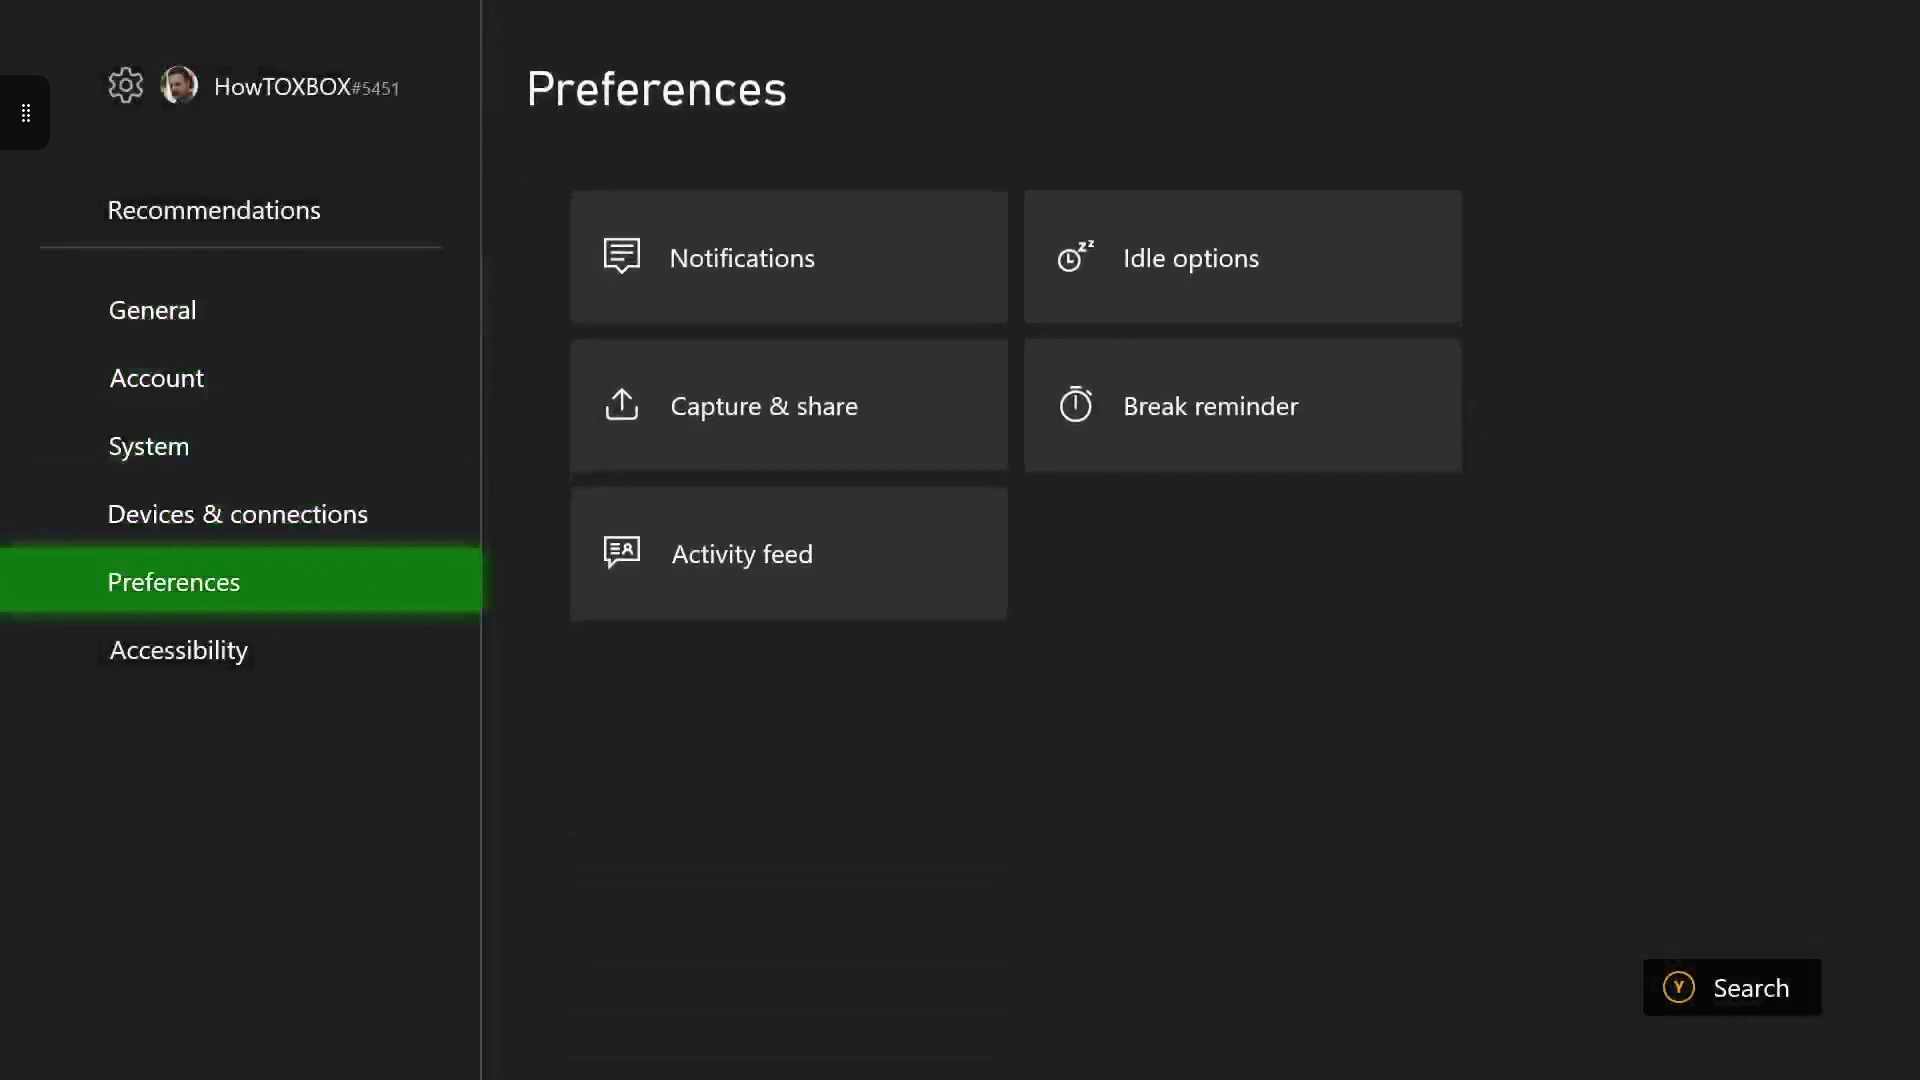 HowTOXBOX#5451
Recommendations
General
Account
System
Devices & connections
Preferences
Accessibility
Preferences
Notifications
Idle options
Capture & share
Break reminder
Activity feed
Y Search